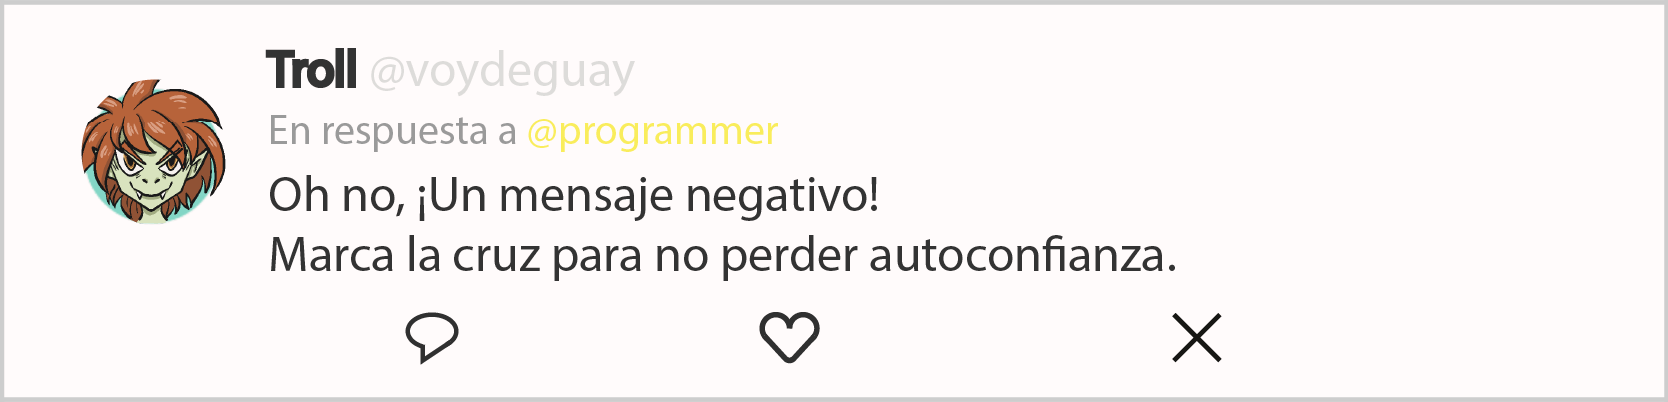 Troll @voydeguay
En respuesta a @programmer
Oh no, ¡Un mensaje negativo!
Marca la cruz para no perder autoconfianza.